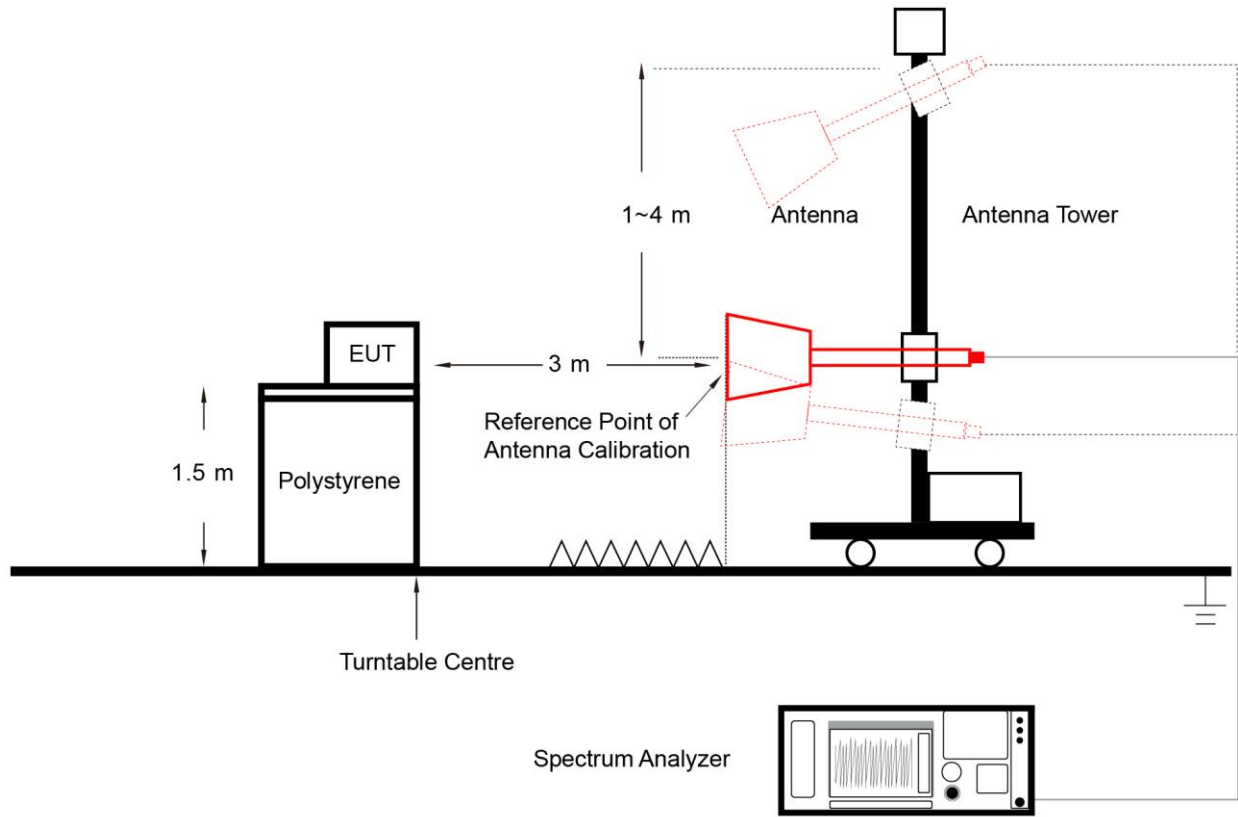 1~4 m
Antenna
Antenna Tower
EUT
3 m
Reference Point of
Antenna Calibration
1.5 m
Polystyrene
Turntable Centre
Spectrum Analyzer